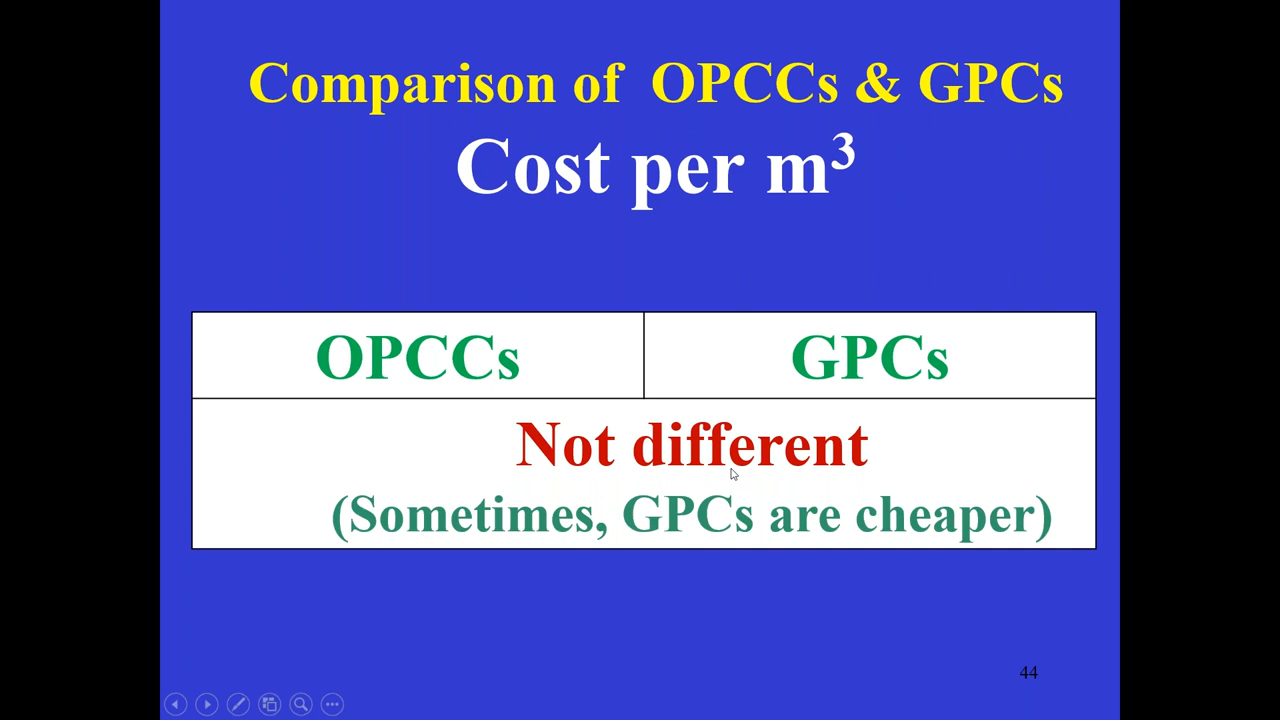 Comparison of OPCCs & GPCs
Cost per m³
OPCCs GPCs
Not different
(Sometimes, GPCs are cheaper)
44